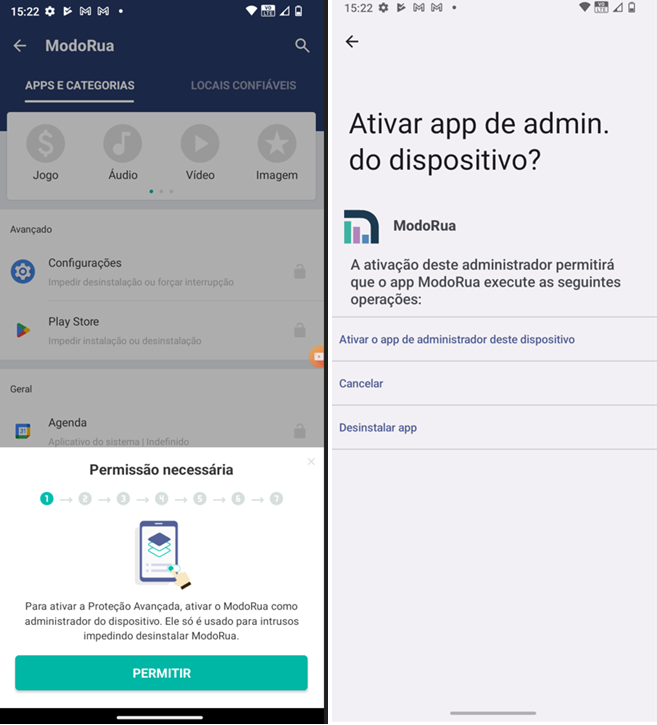 15:22
ModoRua
APPS E CATEGORIAS
LOCAIS CONFIÁVEIS
Jogo
Áudio
Vídeo
Imagem
Avançado
Configurações
Impedir desinstalação ou forçar interrupção
Play Store
Impedir instalação ou desinstalação
Geral
Agenda
Aplicativo do sistema | Indefinido
Permissão necessária
1 → 2 → 3 → 4 → 5 → 6 → 7
Para ativar a Proteção Avançada, ativar o ModoRua como
administrador do dispositivo. Ele só é usado para intrusos
impedindo desinstalar ModoRua.
PERMITIR
15:22
Ativar app de admin.
do dispositivo?
ModoRua
A ativação deste administrador permitirá
que o app ModoRua execute as seguintes
operações:
Ativar o app de administrador deste dispositivo
Cancelar
Desinstalar app